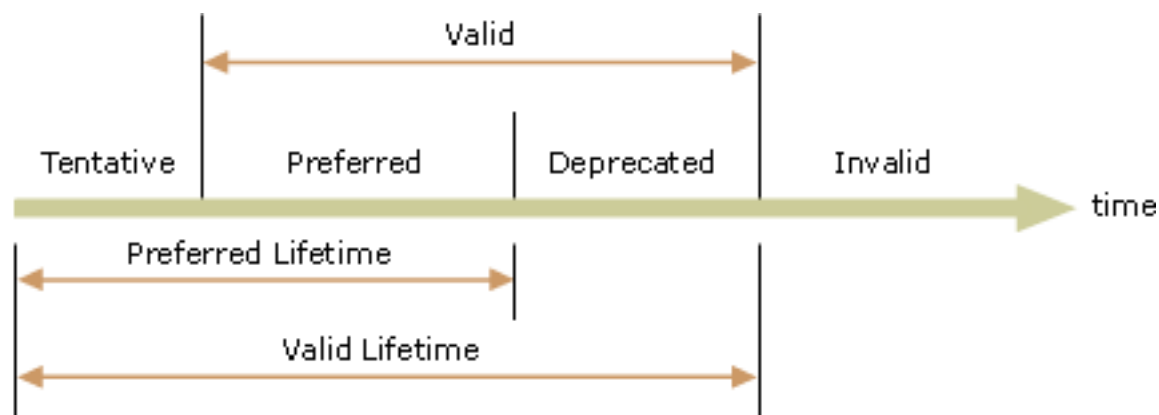 Valid
Tentative Preferred Deprecated Invalid
time
Preferred Lifetime
Valid Lifetime